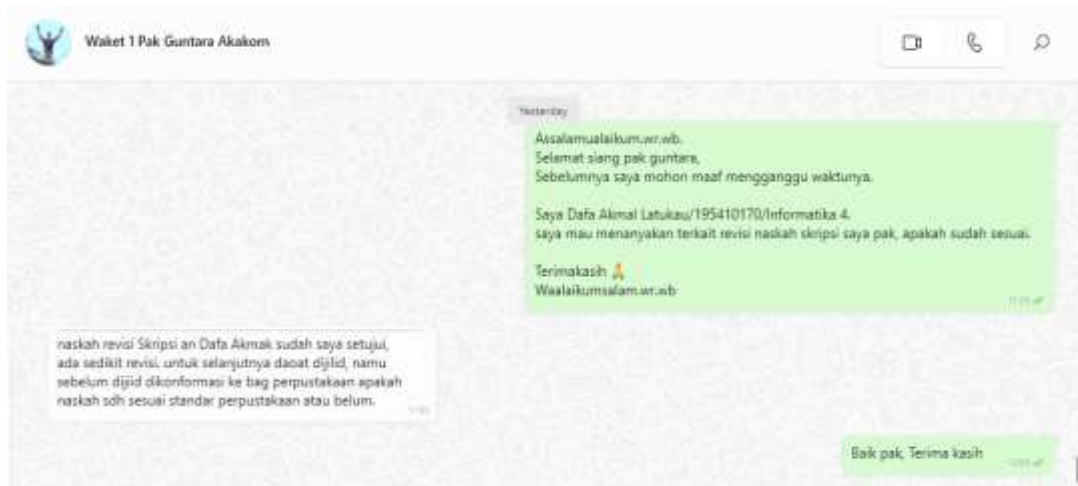 Waket 1 Pak Guntara Akakom
Yesterday
Assalamualaikum.wr.wb.
Selamat siang pak guntara,
Sebelumnya saya mohon maaf mengganggu waktunya.
Saya Dafa Akmal Latukau/195410170/Informatika 4.
saya mau menanyakan terkait revisi naskah skripsi saya pak, apakah sudah sesuai.
Terimakasih 🙏
Waalaikumsalam.wr.wb
naskah revisi Skripsi an Dafa Akmak sudah saya setujui,
ada sedikit revisi, untuk selanjutnya daoat dijilid, namu
sebelum dijlid dikonformasi ke bag perpustakaan apakah
naskah sdh sesuai standar perpustakaan atau belum.
Baik pak, Terima kasih